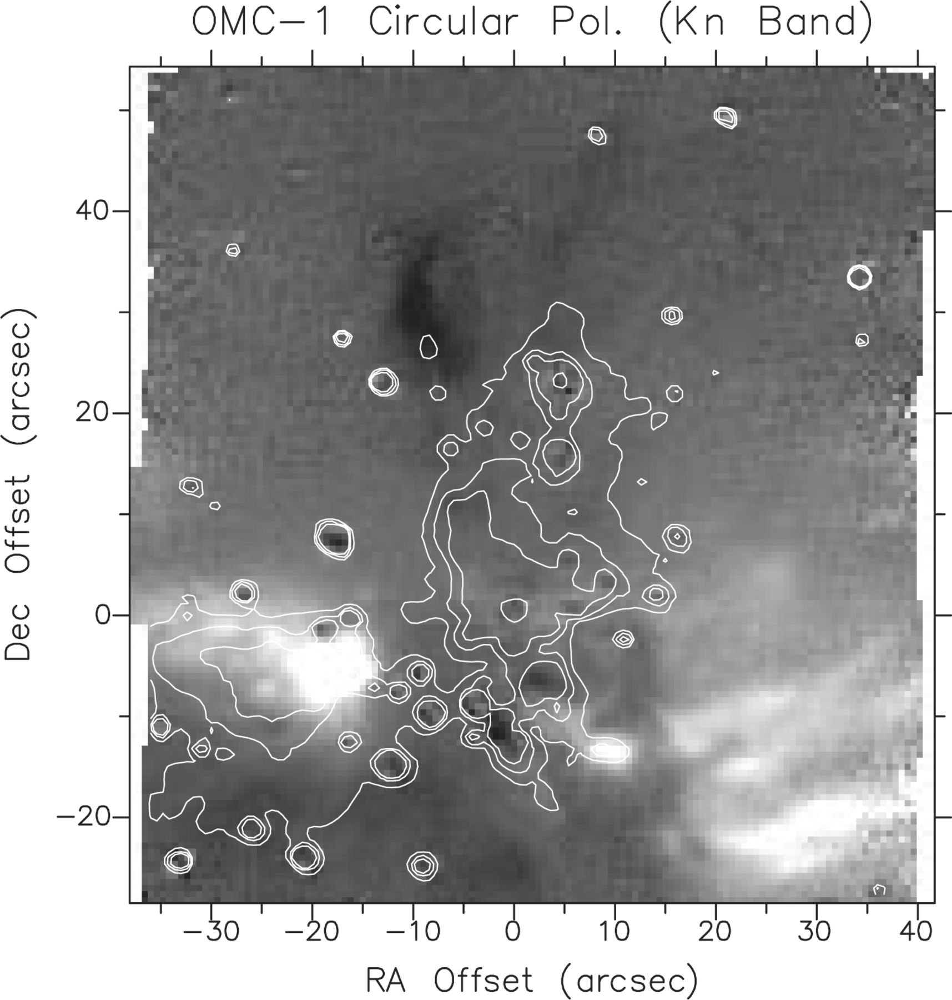 OMC-1 Circular Pol. (Kn Band)
Dec Offset (arcsec)
40
20
0
-20
-30 -20 -10 0 10 20 30 40
RA Offset (arcsec)